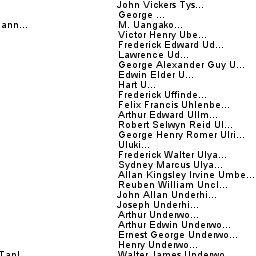 John Vickers Tys...
George ...
ann... M. Uangako...
Victor Henry Ube...
Frederick Edward Ud...
Lawrence Ud...
George Alexander Guy U...
Edwin Elder U...
Hart U...
Frederick Uffinde...
Felix Francis Uhlenbe...
Arthur Edward Ullm...
Robert Selwyn Reid Ul...
George Henry Romer Ulri...
Uluki...
Frederick Walter Ulya...
Sydney Marcus Ulya...
Allan Kingsley Irvine Umbe...
Reuben William Uncl...
John Allan Underhi...
Joseph Underhi...
Arthur Underwo...
Arthur Edwin Underwo...
Ernest George Underwo...
Henry Underwo...
Walter James Underwo